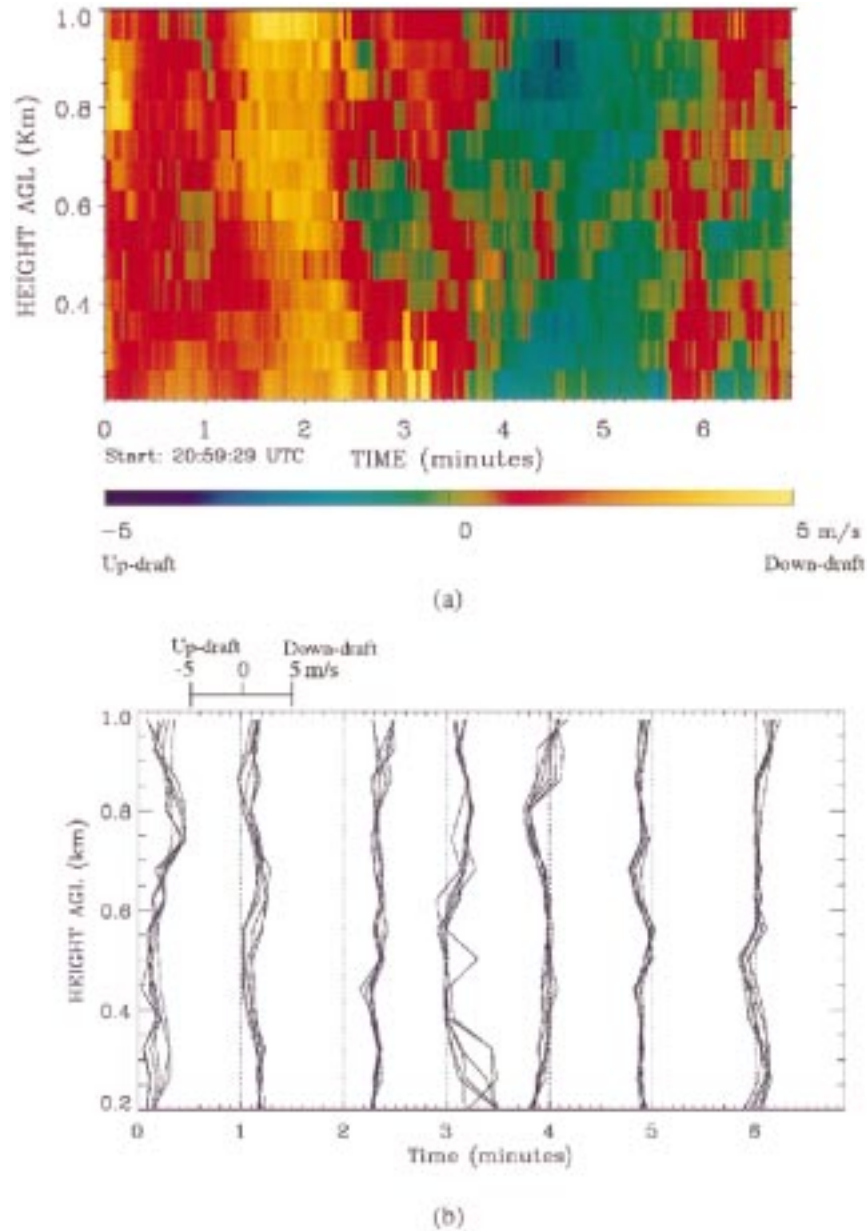 HEIGHT AGL (Km)
1.0
0.8
0.6
0.4
0 1 2 3 4 5 6
Start: 20:59:29 UTC TIME (minutes)
-5 0 5 m/s
Up-draft Down-draft
(a)
Up-draft Down-draft
-5 0 5 m/s
HEIGHT AGL (km)
1.0
0.8
0.6
0.4
0.2
0 1 2 3 4 5 6
Time (minutes)
(b)